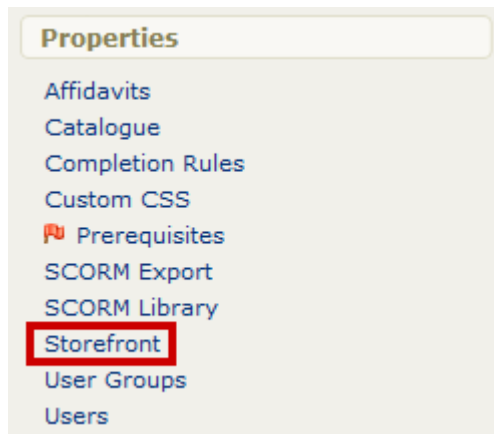 Properties
Affidavits
Catalogue
Completion Rules
Custom CSS
Prerequisites
SCORM Export
SCORM Library
Storefront
User Groups
Users